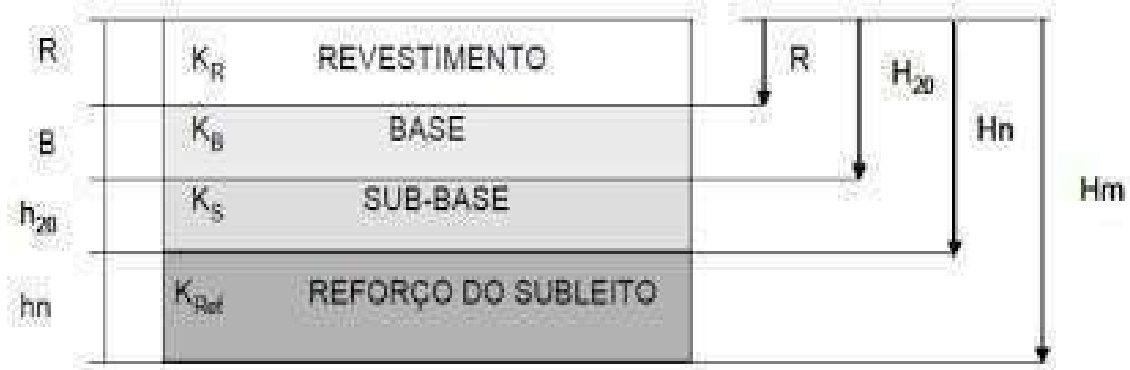 R K_R REVESTIMENTO R
H_20
B K_B BASE Hn
K_S SUB-BASE Hm
h_20
hn K_Ref REFORÇO DO SUBLEITO